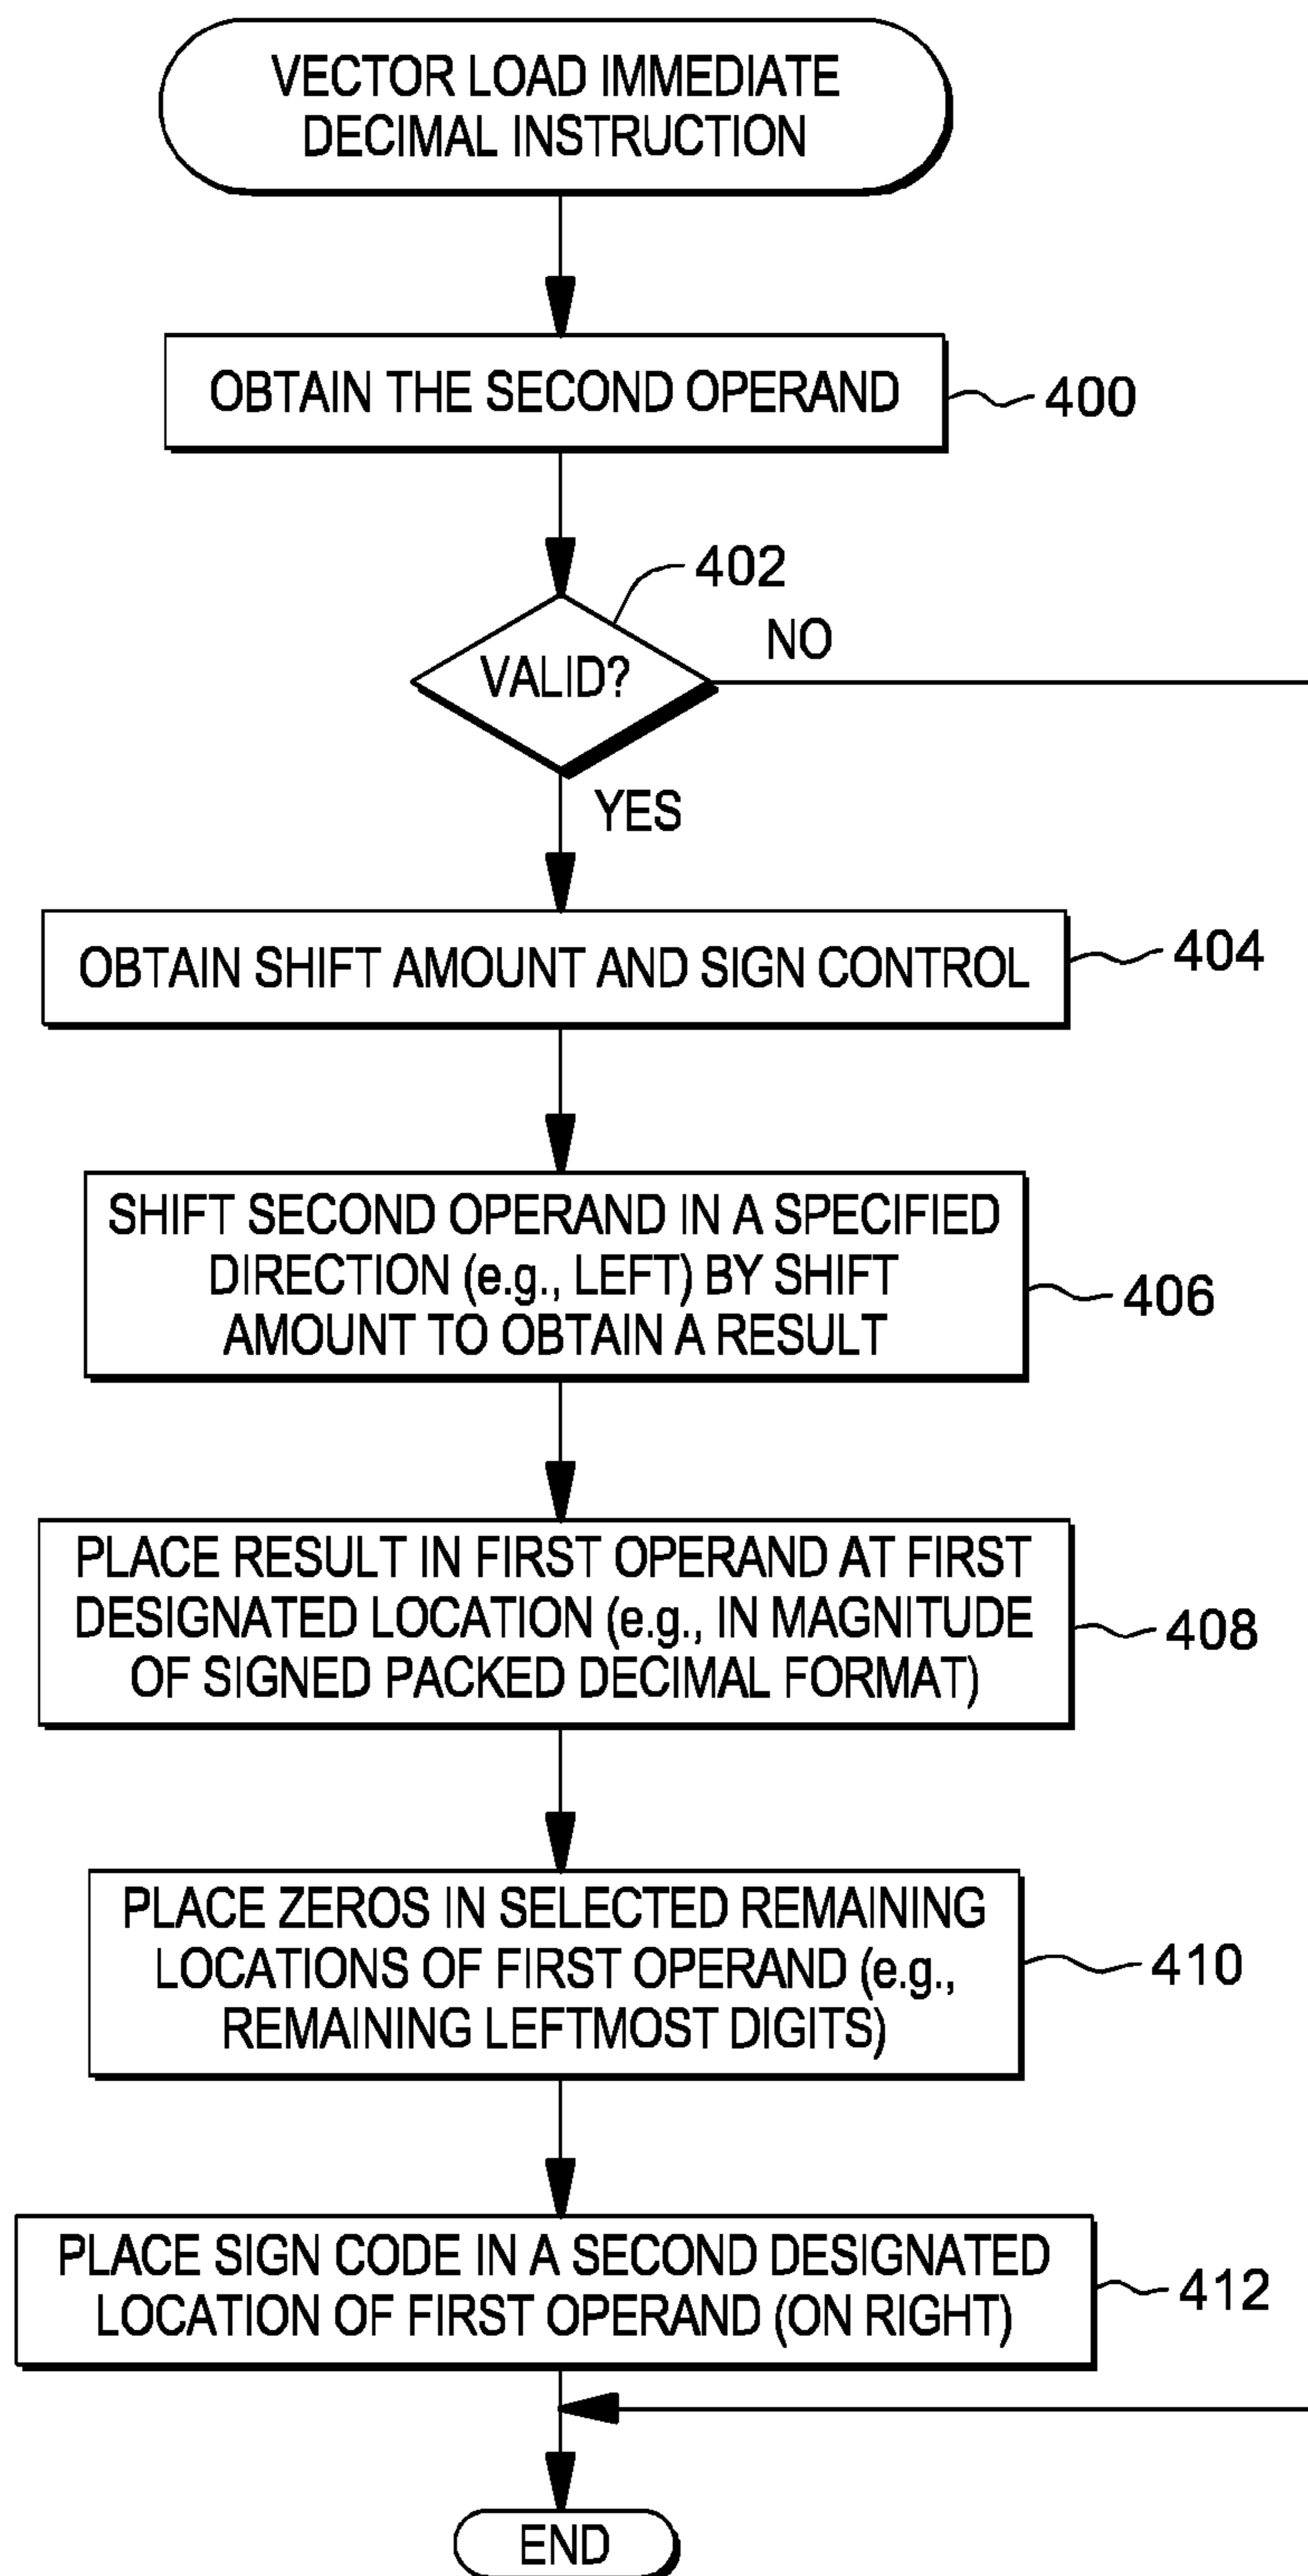 VECTOR LOAD IMMEDIATE
DECIMAL INSTRUCTION
OBTAIN THE SECOND OPERAND
400
402
VALID?
NO
YES
OBTAIN SHIFT AMOUNT AND SIGN CONTROL
404
SHIFT SECOND OPERAND IN A SPECIFIED
DIRECTION (e.g., LEFT) BY SHIFT
AMOUNT TO OBTAIN A RESULT
406
PLACE RESULT IN FIRST OPERAND AT FIRST
DESIGNATED LOCATION (e.g., IN MAGNITUDE
OF SIGNED PACKED DECIMAL FORMAT)
408
PLACE ZEROS IN SELECTED REMAINING
LOCATIONS OF FIRST OPERAND (e.g.,
REMAINING LEFTMOST DIGITS)
410
PLACE SIGN CODE IN A SECOND DESIGNATED
LOCATION OF FIRST OPERAND (ON RIGHT)
412
END